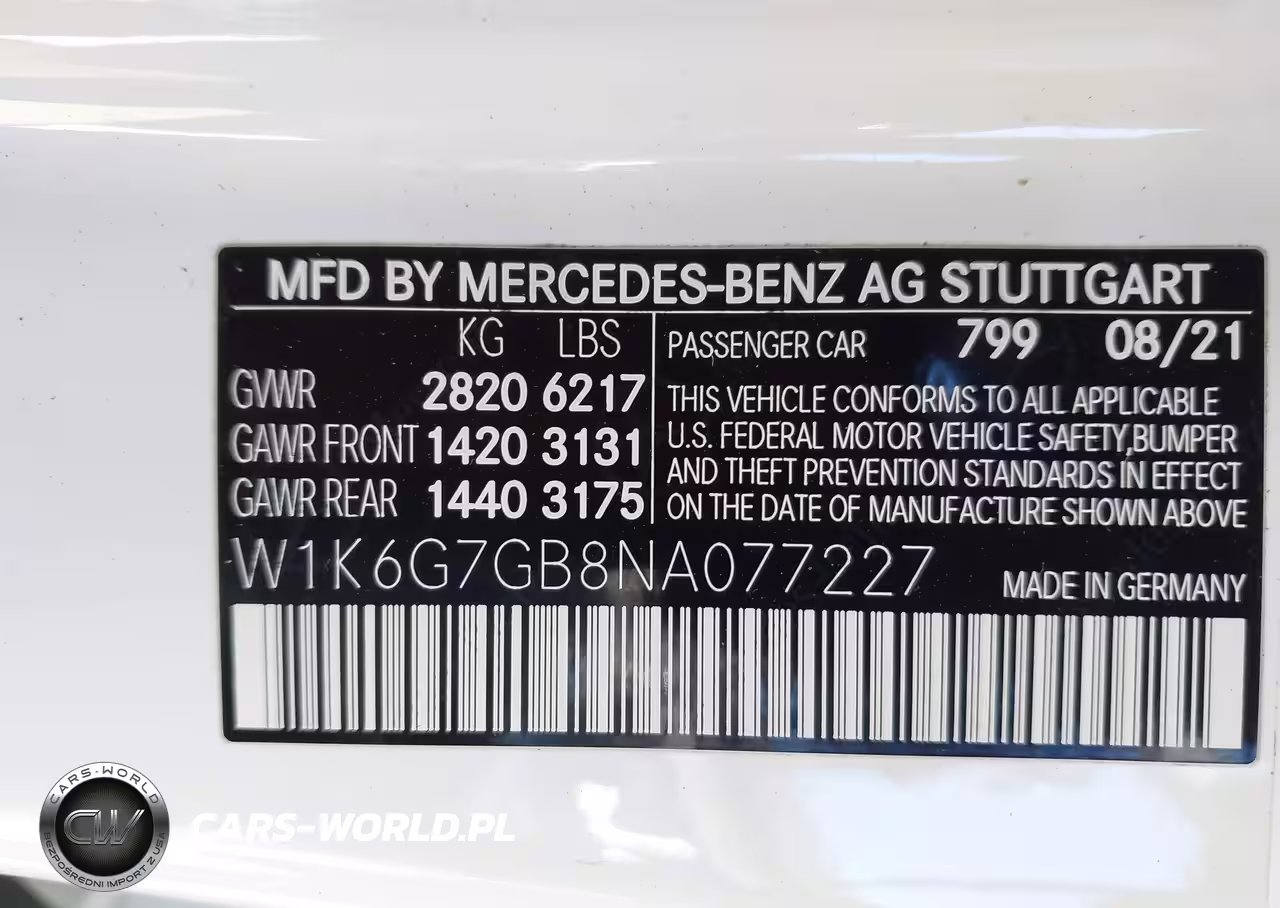 MFD BY MERCEDES-BENZ AG STUTTGART
KG LBS
GVWR 2820 6217
GAWR FRONT 1420 3131
GAWR REAR 1440 3175
PASSENGER CAR 799 08/21
THIS VEHICLE CONFORMS TO ALL APPLICABLE
U.S. FEDERAL MOTOR VEHICLE SAFETY, BUMPER
AND THEFT PREVENTION STANDARDS IN EFFECT
ON THE DATE OF MANUFACTURE SHOWN ABOVE
W1K6G7GB8NA077227
MADE IN GERMANY
CARS-WORLD
CW
BEZPOŚREDNI IMPORT Z USA
CARS-WORLD.PL